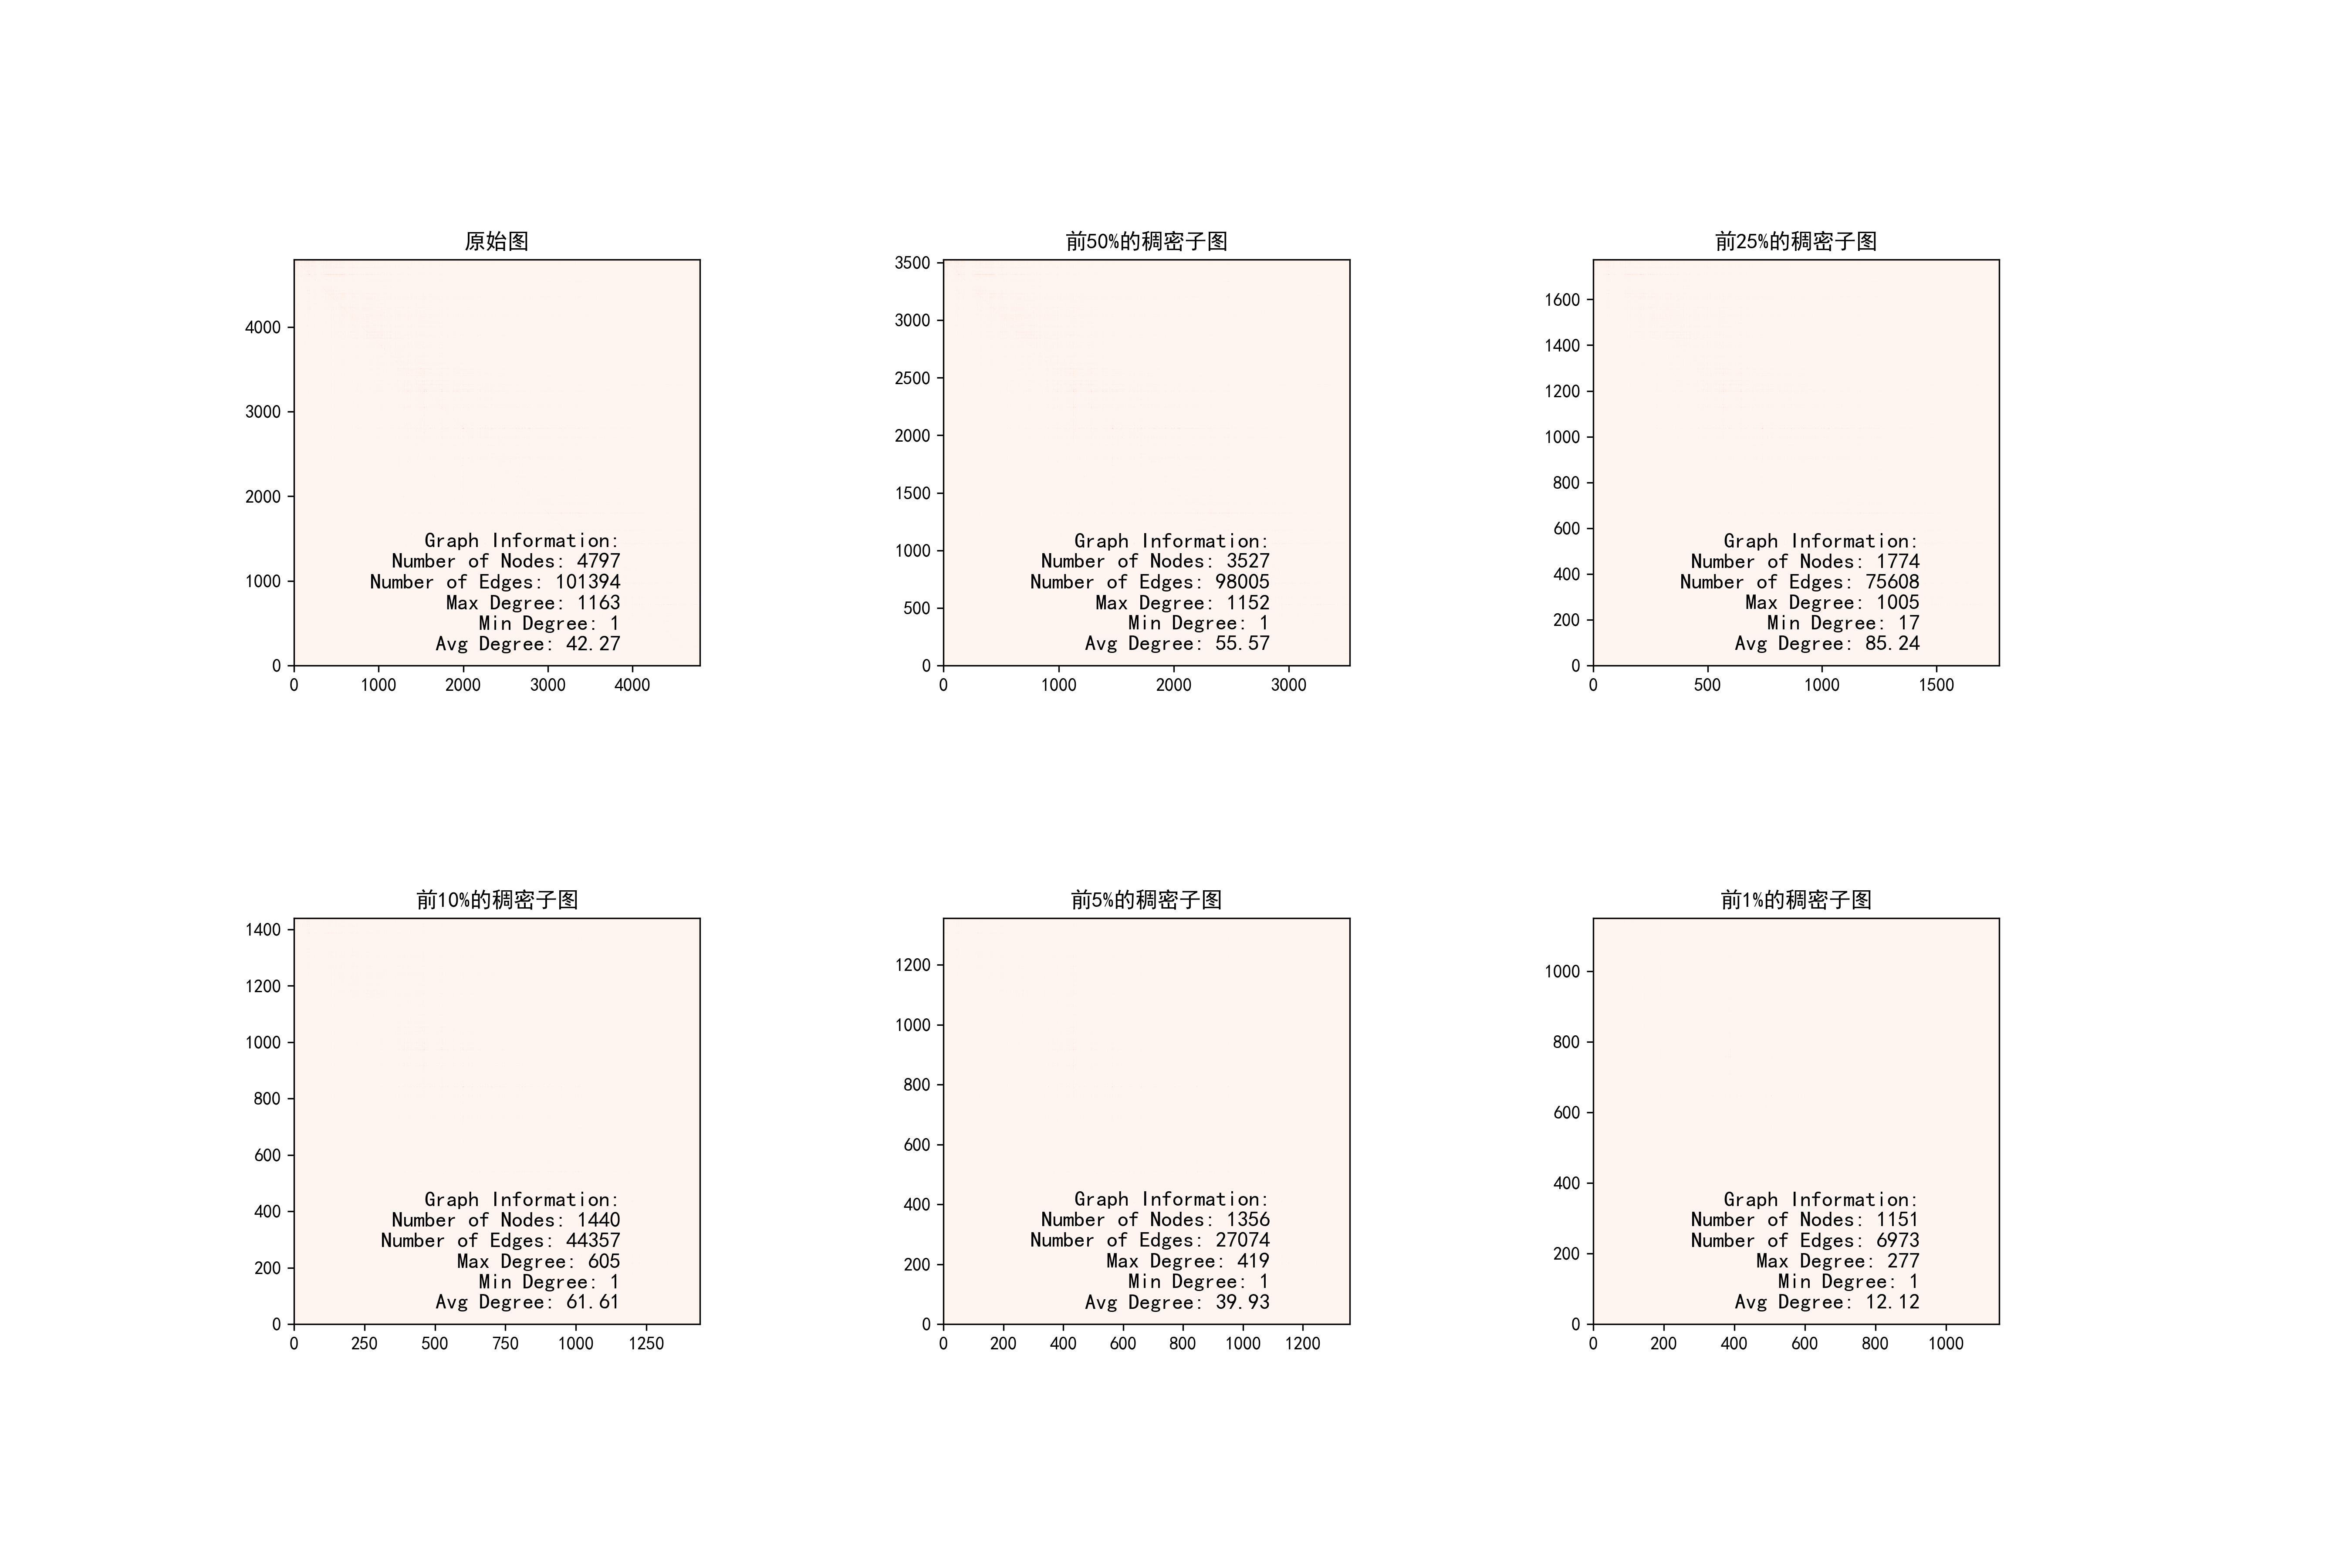 原始图
4000
3000
2000
1000
0
Graph Information:
Number of Nodes: 4797
Number of Edges: 101394
Max Degree: 1163
Min Degree: 1
Avg Degree: 42.27
0 1000 2000 3000 4000
前50%的稠密子图
3500
3000
2500
2000
1500
1000
500
0
Graph Information:
Number of Nodes: 3527
Number of Edges: 98005
Max Degree: 1152
Min Degree: 1
Avg Degree: 55.57
0 1000 2000 3000
前25%的稠密子图
1600
1400
1200
1000
800
600
400
200
0
Graph Information:
Number of Nodes: 1774
Number of Edges: 75608
Max Degree: 1005
Min Degree: 17
Avg Degree: 85.24
0 500 1000 1500
前10%的稠密子图
1400
1200
1000
800
600
400
200
0
Graph Information:
Number of Nodes: 1440
Number of Edges: 44357
Max Degree: 605
Min Degree: 1
Avg Degree: 61.61
0 250 500 750 1000 1250
前5%的稠密子图
1200
1000
800
600
400
200
0
Graph Information:
Number of Nodes: 1356
Number of Edges: 27074
Max Degree: 419
Min Degree: 1
Avg Degree: 39.93
0 200 400 600 800 1000 1200
前1%的稠密子图
1000
800
600
400
200
0
Graph Information:
Number of Nodes: 1151
Number of Edges: 6973
Max Degree: 277
Min Degree: 1
Avg Degree: 12.12
0 200 400 600 800 1000